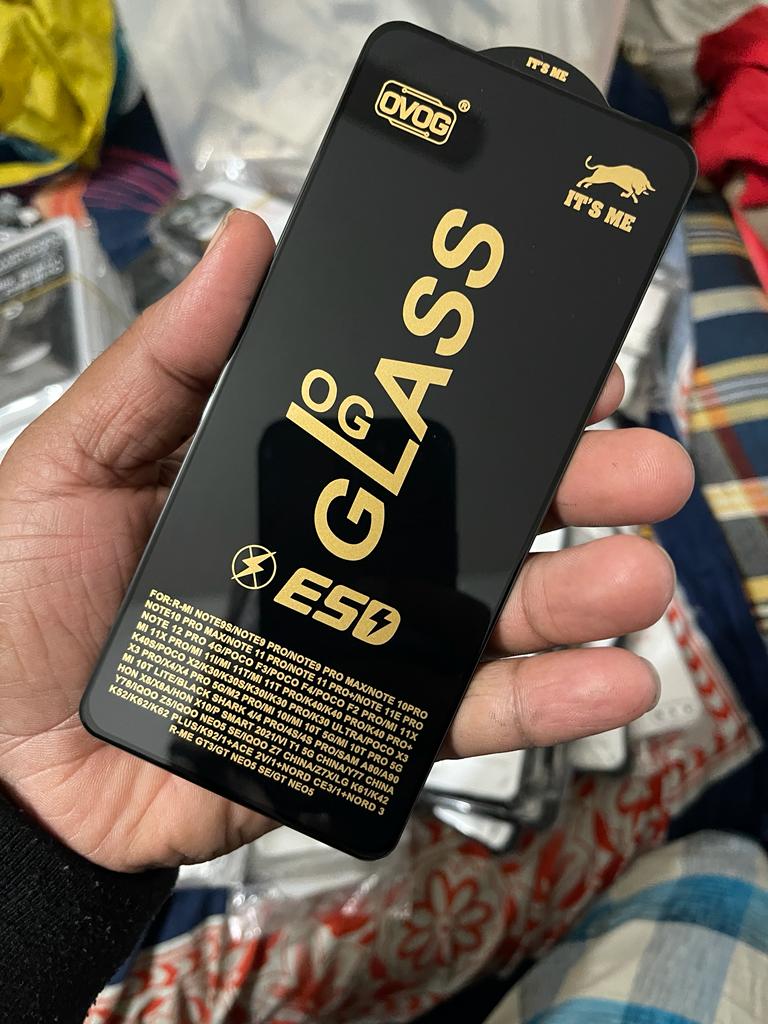 IT'S ME
OVOG®
IT'S ME
OG
GLASS
ESD
FOR:R-MI NOTE9S/NOTE9 PRO/NOTE9 PRO MAX/NOTE 10PRO
NOTE10 PRO MAX/NOTE 11 PRO/NOTE 11 PRO+/NOTE 11E PRO
NOTE 12 PRO 4G/POCO F3/POCO F4/POCO F2 PRO/MI 11X
MI 11X PRO/MI 11I/MI 11T/MI 11T PRO/K40/K40 PRO/K40 PRO+
K40S/POCO X2/K30/K30S/K30I/K30 PRO/K30 ULTRA/POCO X3
X3 PRO/X4/X4 PRO 5G/M2 PRO/MI 10I/MI 10T 5G/MI 10T PRO 5G
MI 10T LITE/BLACK SHARK 4/4 PRO/4S/4S PRO/SAM A80/A90
HON X8/X8A/HON X10/P SMART 2021/VI T1 5G CHINA/Y77 CHINA
Y78/IQOO Z5/IQOO NEO5 SE/IQOO Z7 CHINA/Z7X/LG K61/K42
K52/K62/K62 PLUS/K92/1+ACE 2V/1+NORD CE3/1+NORD 3
R-ME GT3/GT NEO5 SE/GT NEO5